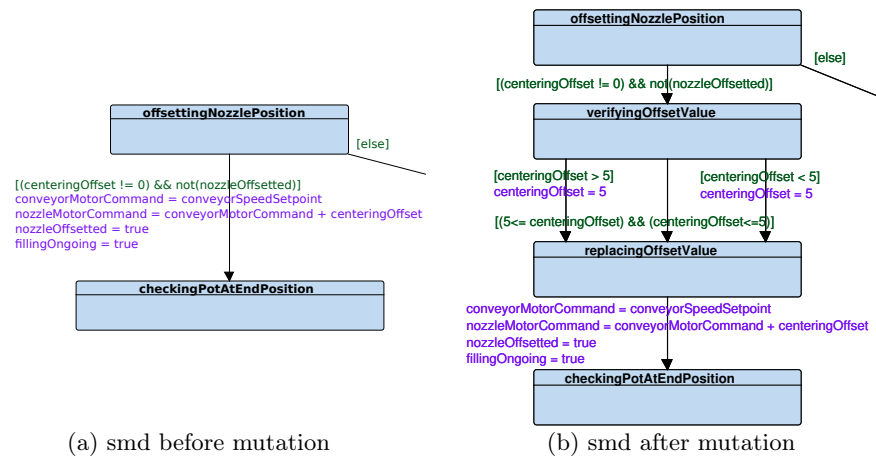 offsettingNozzlePosition
[else]
[(centeringOffset != 0) && not(nozzleOffsetted)]
conveyorMotorCommand = conveyorSpeedSetpoint
nozzleMotorCommand = conveyorMotorCommand + centeringOffset
nozzleOffsetted = true
fillingOngoing = true
checkingPotAtEndPosition
(a) smd before mutation
offsettingNozzlePosition
[else]
[(centeringOffset != 0) && not(nozzleOffsetted)]
verifyingOffsetValue
[centeringOffset > 5]
centeringOffset = 5
[centeringOffset < 5]
centeringOffset = 5
[(5<= centeringOffset) && (centeringOffset<=5)]
replacingOffsetValue
conveyorMotorCommand = conveyorSpeedSetpoint
nozzleMotorCommand = conveyorMotorCommand + centeringOffset
nozzleOffsetted = true
fillingOngoing = true
checkingPotAtEndPosition
(b) smd after mutation